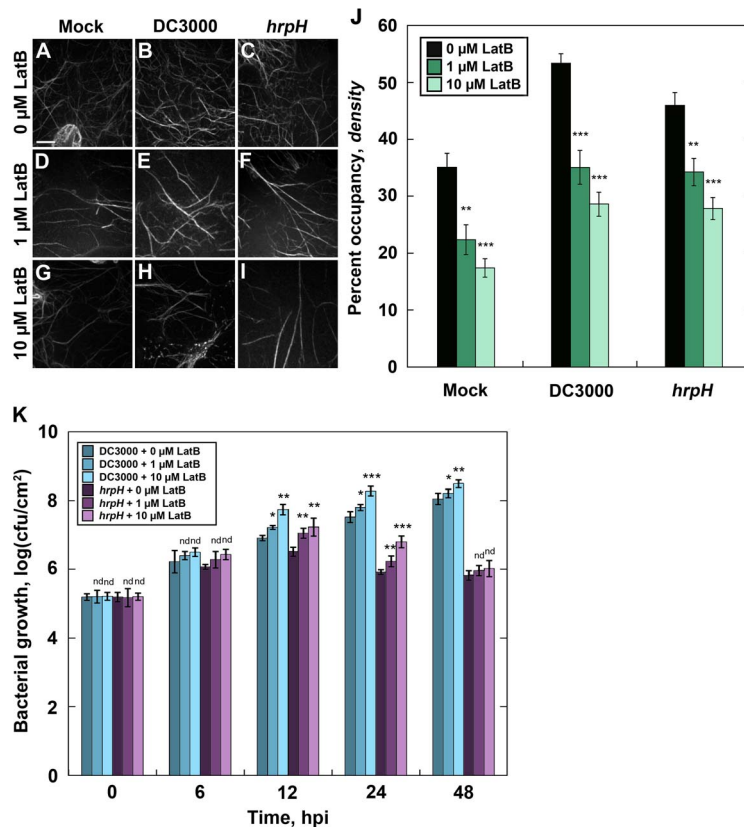 Mock DC3000 hrpH
0 µM LatB
A B C
1 µM LatB
D E F
10 µM LatB
G H I
J
Percent occupancy, density
60
50
40
30
20
10
0
0 µM LatB
1 µM LatB
10 µM LatB
** *** *** *** ** ***
Mock DC3000 hrpH
K
Bacterial growth, log(cfu/cm²)
10
8
6
4
2
0
DC3000 + 0 µM LatB
DC3000 + 1 µM LatB
DC3000 + 10 µM LatB
hrpH + 0 µM LatB
hrpH + 1 µM LatB
hrpH + 10 µM LatB
nd nd nd nd
nd nd nd nd
* ** ** **
* *** ** ***
* ** nd nd
0 6 12 24 48
Time, hpi